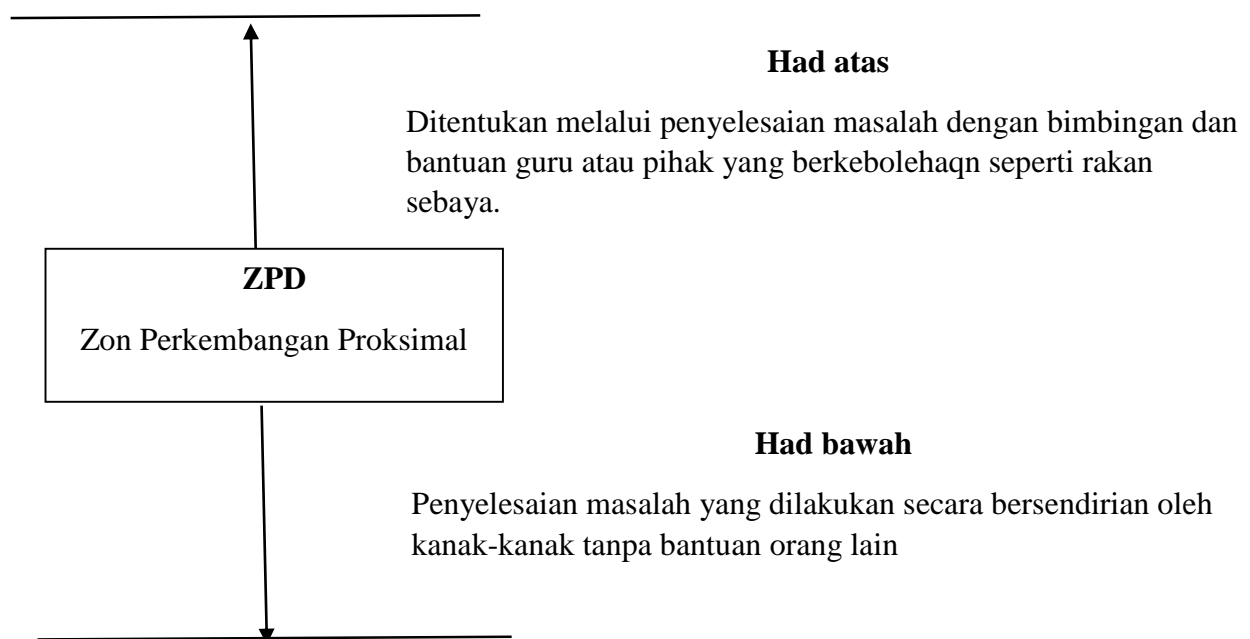 Had atas
Ditentukan melalui penyelesaian masalah dengan bimbingan dan
bantuan guru atau pihak yang berkebolehaqn seperti rakan
sebaya.
ZPD
Zon Perkembangan Proksimal
Had bawah
Penyelesaian masalah yang dilakukan secara bersendirian oleh
kanak-kanak tanpa bantuan orang lain